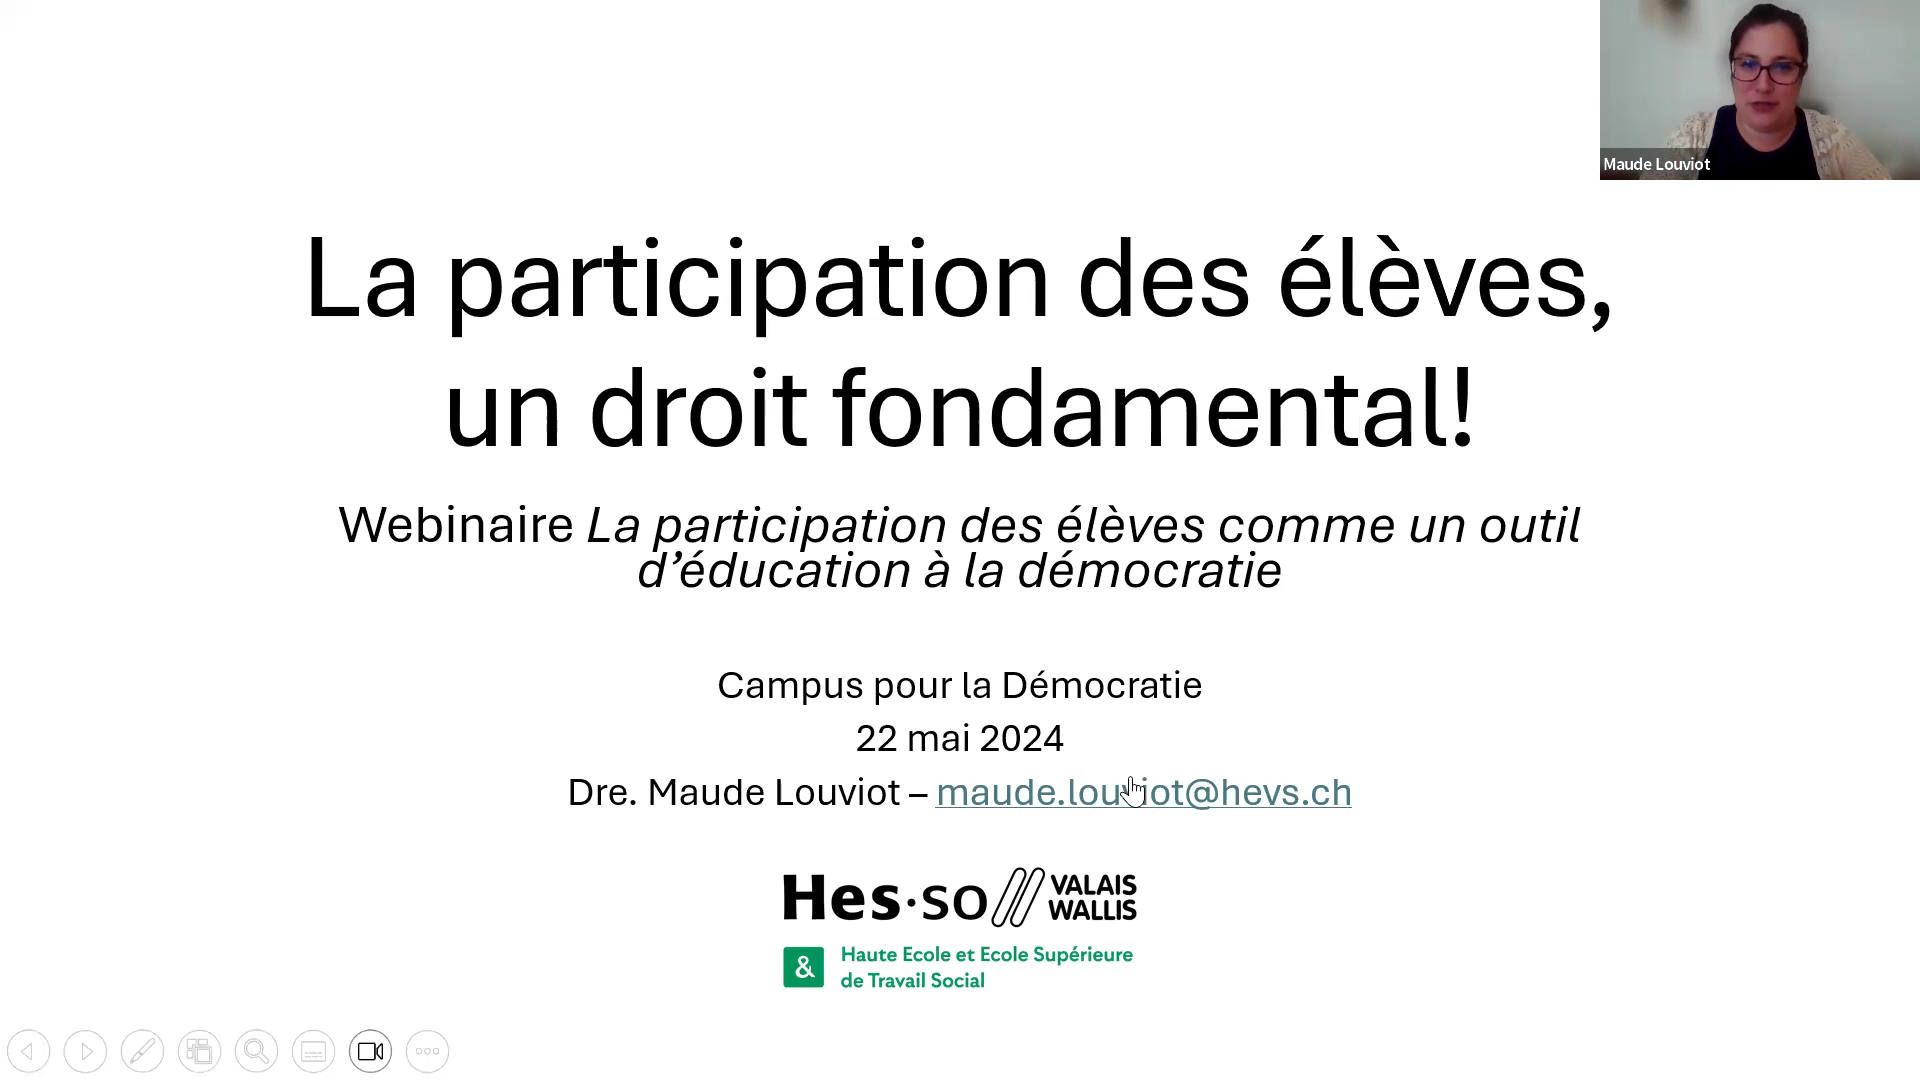 Maude Louviot
La participation des élèves,
un droit fondamental!
Webinaire La participation des élèves comme un outil
d’éducation à la démocratie
Campus pour la Démocratie
22 mai 2024
Dre. Maude Louviot – maude.louviot@hevs.ch
Hes·so VALAIS
WALLIS
& Haute Ecole et Ecole Supérieure
de Travail Social